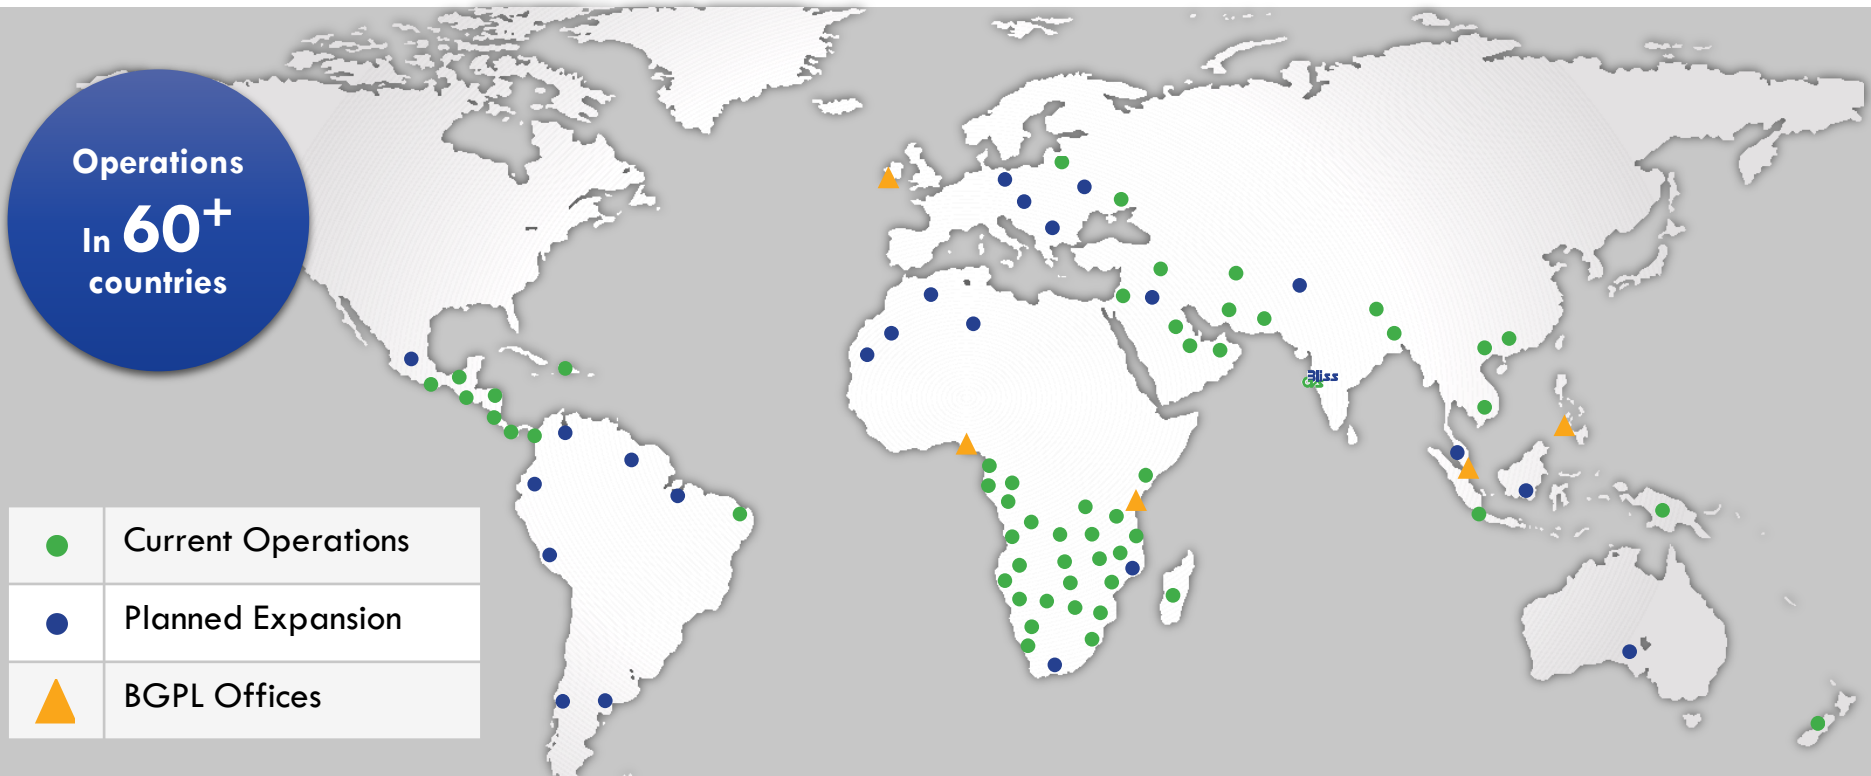 Operations
In 60+
countries
Bliss
Current Operations
Planned Expansion
BGPL Offices